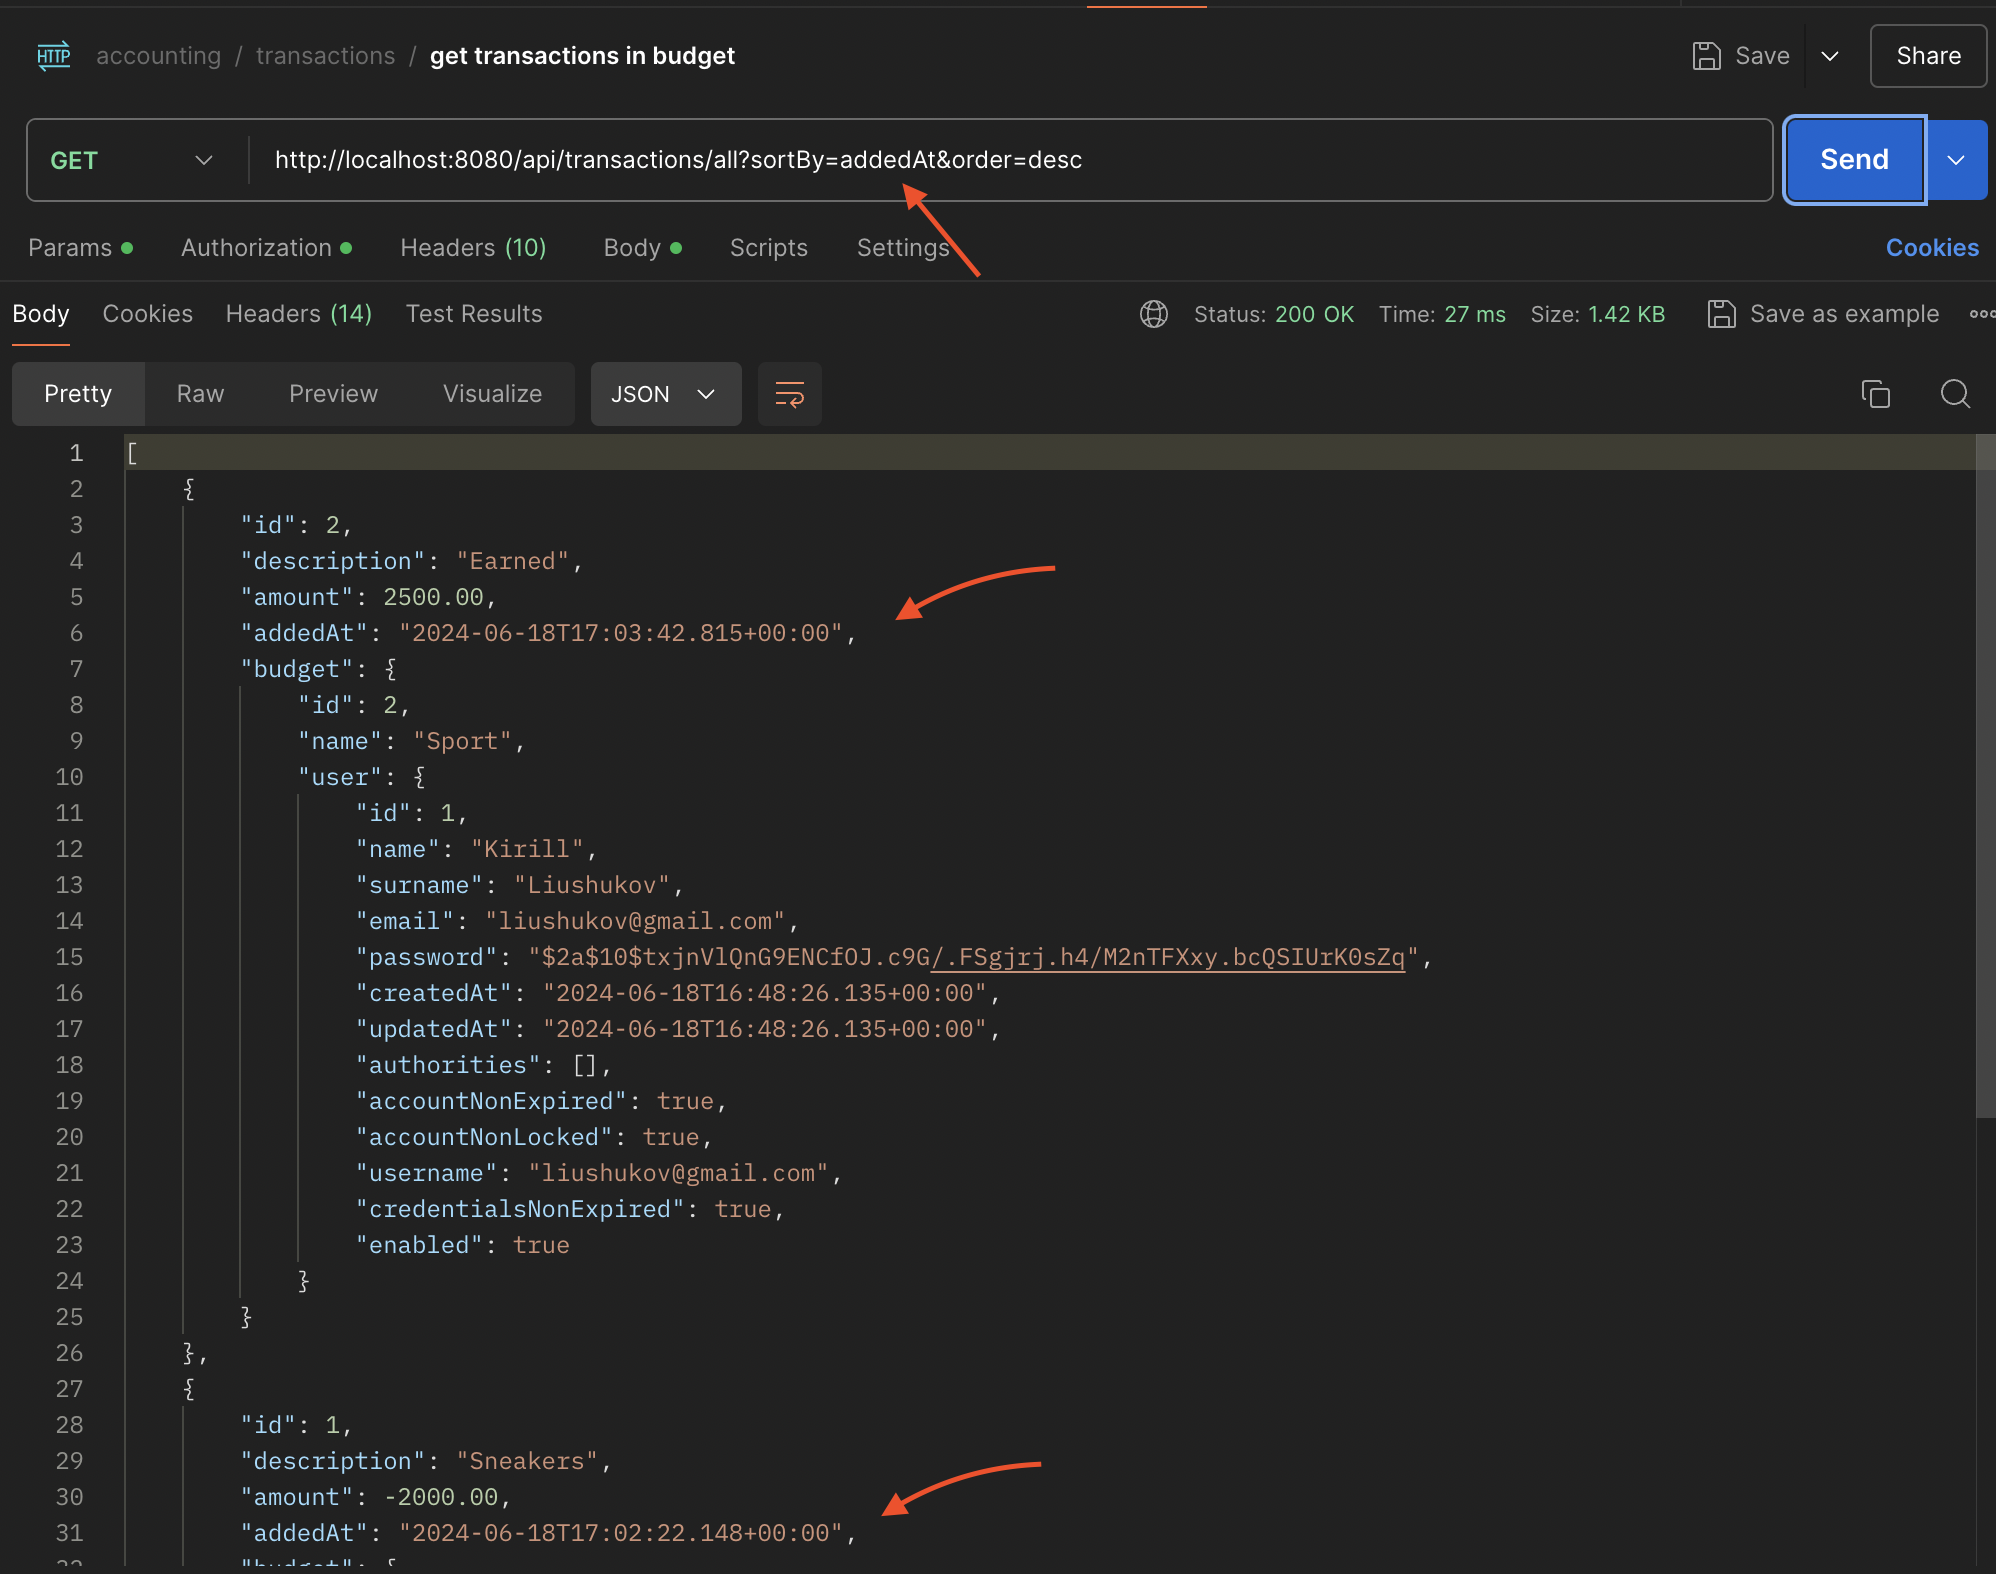 HTTP accounting / transactions / get transactions in budget Save Share
GET http://localhost:8080/api/transactions/all?sortBy=addedAt&order=desc Send
Params Authorization Headers (10) Body Scripts Settings Cookies
Body Cookies Headers (14) Test Results Status: 200 OK Time: 27 ms Size: 1.42 KB Save as example
Pretty Raw Preview Visualize JSON
1 [
2 {
3 "id": 2,
4 "description": "Earned",
5 "amount": 2500.00,
6 "addedAt": "2024-06-18T17:03:42.815+00:00",
7 "budget": {
8 "id": 2,
9 "name": "Sport",
10 "user": {
11 "id": 1,
12 "name": "Kirill",
13 "surname": "Liushukov",
14 "email": "liushukov@gmail.com",
15 "password": "$2a$10$txjnVlQnG9ENCfOJ.c9G/.FSgjrj.h4/M2nTFXxy.bcQSIUrK0sZq",
16 "createdAt": "2024-06-18T16:48:26.135+00:00",
17 "updatedAt": "2024-06-18T16:48:26.135+00:00",
18 "authorities": [],
19 "accountNonExpired": true,
20 "accountNonLocked": true,
21 "username": "liushukov@gmail.com",
22 "credentialsNonExpired": true,
23 "enabled": true
24 }
25 }
26 },
27 {
28 "id": 1,
29 "description": "Sneakers",
30 "amount": -2000.00,
31 "addedAt": "2024-06-18T17:02:22.148+00:00",
32 "budget": {